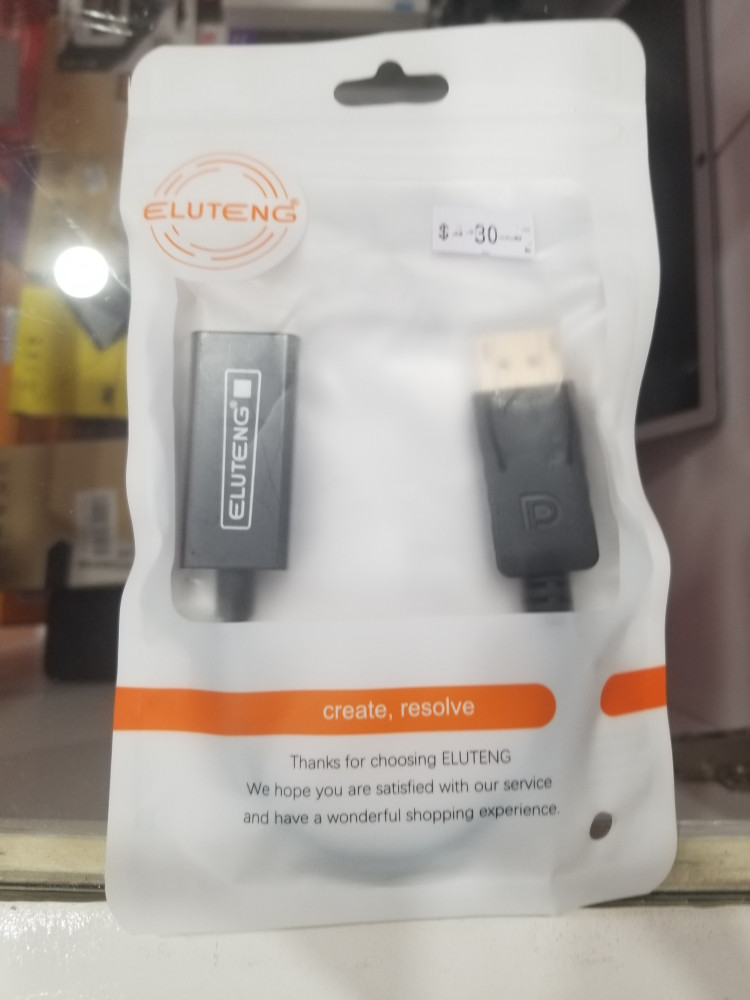 ELUTENG®
$ 30
ELUTENG®
create, resolve
Thanks for choosing ELUTENG
We hope you are satisfied with our service
and have a wonderful shopping experience.